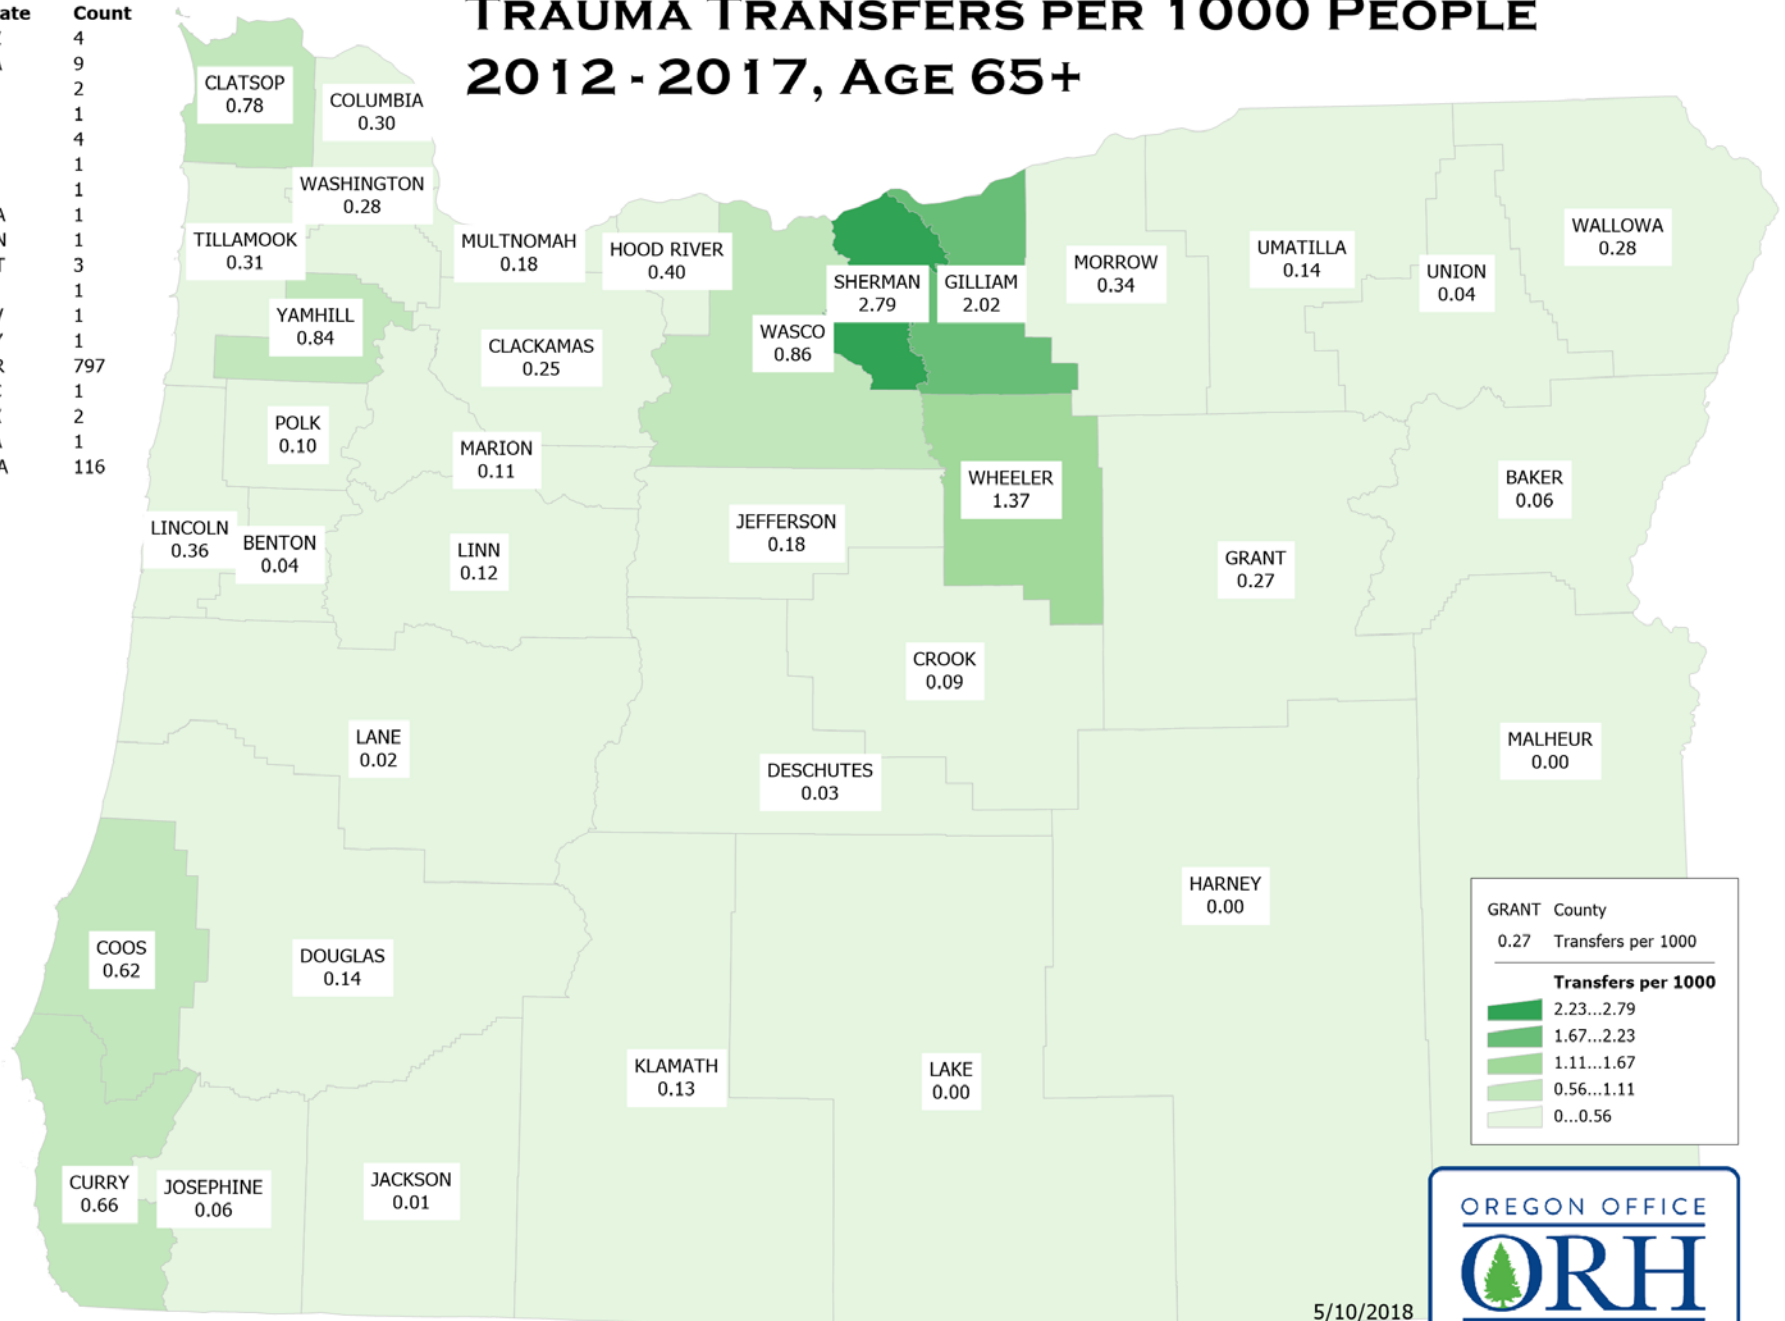 TRAUMA TRANSFERS PER 1000 PEOPLE
2012 - 2017, AGE 65+
Count
4
9
2
1
4
1
1
1
1
3
1
1
1
797
1
2
1
116
CLATSOP
0.78
COLUMBIA
0.30
WASHINGTON
0.28
TILLAMOOK
0.31
MULTNOMAH
0.18
HOOD RIVER
0.40
SHERMAN
2.79
GILLIAM
2.02
MORROW
0.34
UMATILLA
0.14
UNION
0.04
WALLOWA
0.28
YAMHILL
0.84
CLACKAMAS
0.25
WASCO
0.86
POLK
0.10
MARION
0.11
WHEELER
1.37
BAKER
0.06
LINCOLN
0.36
BENTON
0.04
LINN
0.12
JEFFERSON
0.18
GRANT
0.27
CROOK
0.09
LANE
0.02
DESCHUTES
0.03
MALHEUR
0.00
HARNEY
0.00
COOS
0.62
DOUGLAS
0.14
KLAMATH
0.13
LAKE
0.00
CURRY
0.66
JOSEPHINE
0.06
JACKSON
0.01
GRANT County
0.27 Transfers per 1000
Transfers per 1000
2.23...2.79
1.67...2.23
1.11...1.67
0.56...1.11
0...0.56
5/10/2018
OREGON OFFICE
ORH